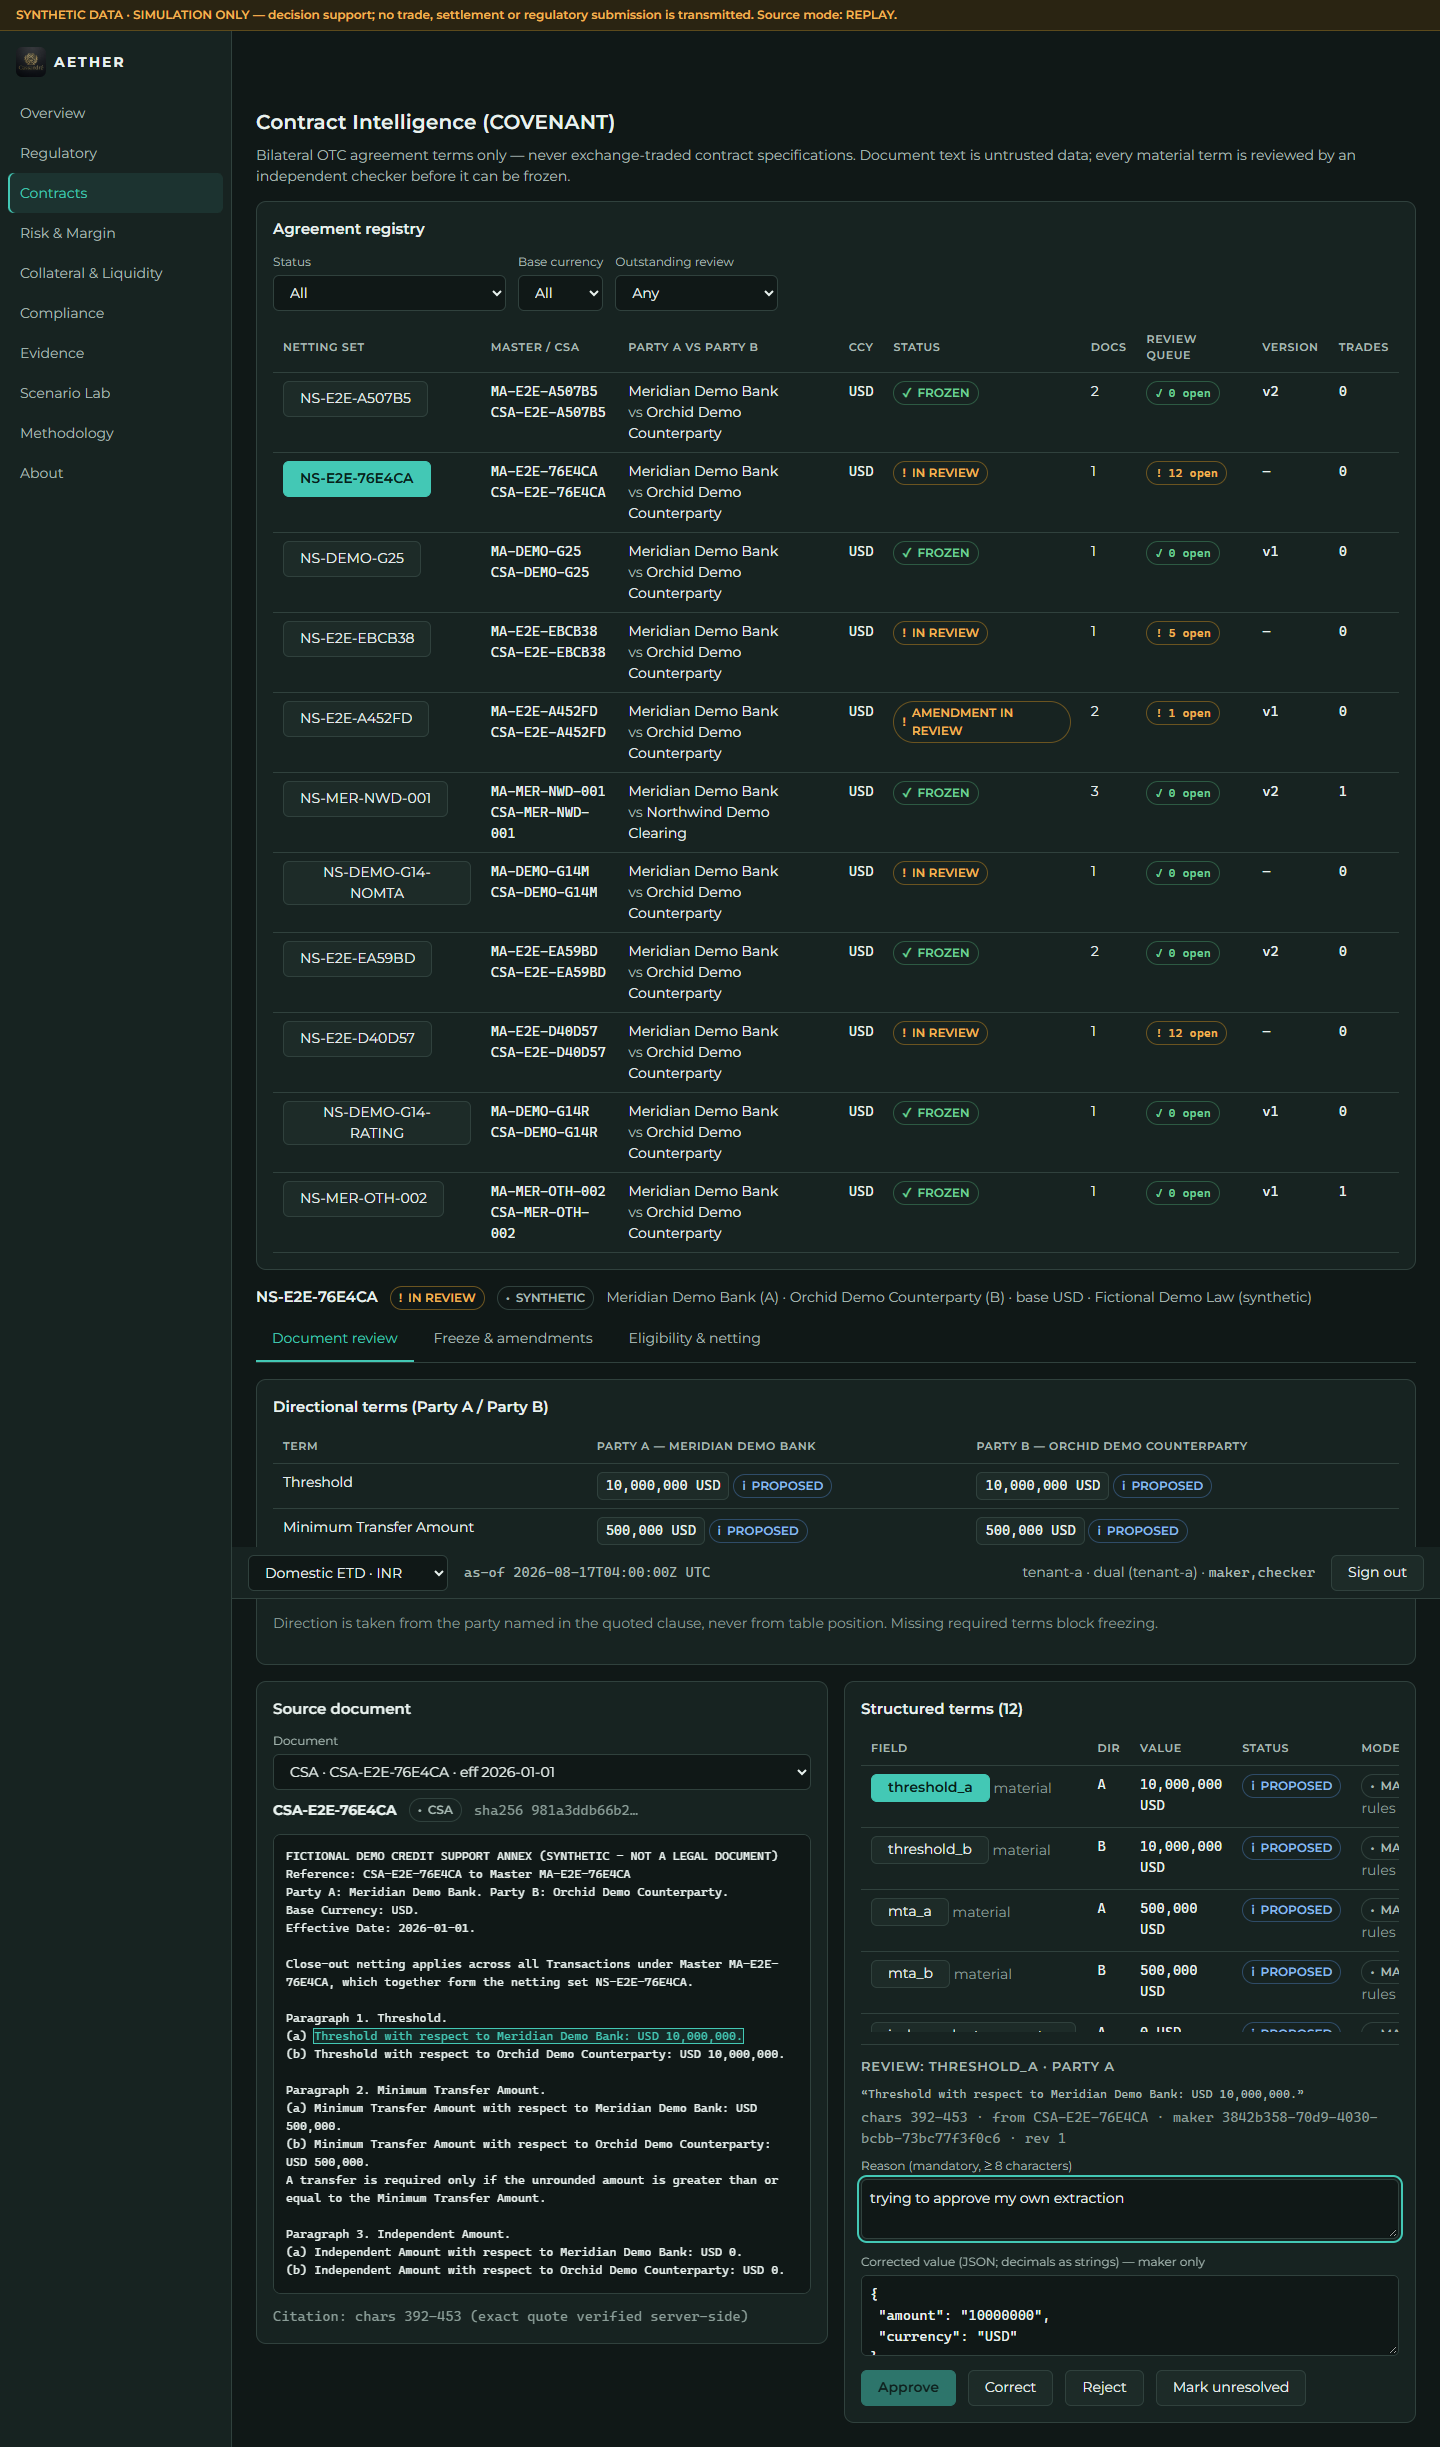 SYNTHETIC DATA · SIMULATION ONLY — decision support; no trade, settlement or regulatory submission is transmitted. Source mode: REPLAY.
AETHER
Overview
Regulatory
Contracts
Risk & Margin
Collateral & Liquidity
Compliance
Evidence
Scenario Lab
Methodology
About
Contract Intelligence (COVENANT)
Bilateral OTC agreement terms only — never exchange-traded contract specifications. Document text is untrusted data; every material term is reviewed by an
independent checker before it can be frozen.
Agreement registry
Status Base currency Outstanding review
All All Any
NETTING SET MASTER / CSA PARTY A VS PARTY B CCY STATUS DOCS REVIEW QUEUE VERSION TRADES
NS-E2E-A507B5 MA-E2E-A507B5 Meridian Demo Bank USD ✓ FROZEN 2 ✓ 0 open v2 0
CSA-E2E-A507B5 vs Orchid Demo
Counterparty
NS-E2E-76E4CA MA-E2E-76E4CA Meridian Demo Bank USD ! IN REVIEW 1 ! 12 open — 0
CSA-E2E-76E4CA vs Orchid Demo
Counterparty
NS-DEMO-G25 MA-DEMO-G25 Meridian Demo Bank USD ✓ FROZEN 1 ✓ 0 open v1 0
CSA-DEMO-G25 vs Orchid Demo
Counterparty
NS-E2E-EBCB38 MA-E2E-EBCB38 Meridian Demo Bank USD ! IN REVIEW 1 ! 5 open — 0
CSA-E2E-EBCB38 vs Orchid Demo
Counterparty
NS-E2E-A452FD MA-E2E-A452FD Meridian Demo Bank USD ! AMENDMENT IN REVIEW 2 ! 1 open v1 0
CSA-E2E-A452FD vs Orchid Demo
Counterparty
NS-MER-NWD-001 MA-MER-NWD-001 Meridian Demo Bank USD ✓ FROZEN 3 ✓ 0 open v2 1
CSA-MER-NWD- vs Northwind Demo
001 Clearing
NS-DEMO-G14- MA-DEMO-G14M Meridian Demo Bank USD ! IN REVIEW 1 ✓ 0 open — 0
NOMTA CSA-DEMO-G14M vs Orchid Demo
Counterparty
NS-E2E-EA59BD MA-E2E-EA59BD Meridian Demo Bank USD ✓ FROZEN 2 ✓ 0 open v2 0
CSA-E2E-EA59BD vs Orchid Demo
Counterparty
NS-E2E-D40D57 MA-E2E-D40D57 Meridian Demo Bank USD ! IN REVIEW 1 ! 12 open — 0
CSA-E2E-D40D57 vs Orchid Demo
Counterparty
NS-DEMO-G14- MA-DEMO-G14R Meridian Demo Bank USD ✓ FROZEN 1 ✓ 0 open v1 0
RATING CSA-DEMO-G14R vs Orchid Demo
Counterparty
NS-MER-OTH-002 MA-MER-OTH-002 Meridian Demo Bank USD ✓ FROZEN 1 ✓ 0 open v1 1
CSA-MER-OTH- vs Orchid Demo
002 Counterparty
NS-E2E-76E4CA ! IN REVIEW • SYNTHETIC Meridian Demo Bank (A) · Orchid Demo Counterparty (B) · base USD · Fictional Demo Law (synthetic)
Document review Freeze & amendments Eligibility & netting
Directional terms (Party A / Party B)
TERM PARTY A — MERIDIAN DEMO BANK PARTY B — ORCHID DEMO COUNTERPARTY
Threshold 10,000,000 USD i PROPOSED 10,000,000 USD i PROPOSED
Minimum Transfer Amount 500,000 USD i PROPOSED 500,000 USD i PROPOSED
Domestic ETD · INR as-of 2026-08-17T04:00:00Z UTC tenant-a · dual (tenant-a) · maker,checker Sign out
Direction is taken from the party named in the quoted clause, never from table position. Missing required terms block freezing.
Source document
Document
CSA · CSA-E2E-76E4CA · eff 2026-01-01
CSA-E2E-76E4CA • CSA sha256 981a3ddb66b2…
FICTIONAL DEMO CREDIT SUPPORT ANNEX (SYNTHETIC — NOT A LEGAL DOCUMENT)
Reference: CSA-E2E-76E4CA to Master MA-E2E-76E4CA
Party A: Meridian Demo Bank. Party B: Orchid Demo Counterparty.
Base Currency: USD.
Effective Date: 2026-01-01.
Close-out netting applies across all Transactions under Master MA-E2E-
76E4CA, which together form the netting set NS-E2E-76E4CA.
Paragraph 1. Threshold.
(a) Threshold with respect to Meridian Demo Bank: USD 10,000,000.
(b) Threshold with respect to Orchid Demo Counterparty: USD 10,000,000.
Paragraph 2. Minimum Transfer Amount.
(a) Minimum Transfer Amount with respect to Meridian Demo Bank: USD
500,000.
(b) Minimum Transfer Amount with respect to Orchid Demo Counterparty:
USD 500,000.
A transfer is required only if the unrounded amount is greater than or
equal to the Minimum Transfer Amount.
Paragraph 3. Independent Amount.
(a) Independent Amount with respect to Meridian Demo Bank: USD 0.
(b) Independent Amount with respect to Orchid Demo Counterparty: USD 0.
Citation: chars 392–453 (exact quote verified server-side)
Structured terms (12)
FIELD DIR VALUE STATUS MODE
threshold_a material A 10,000,000 USD i PROPOSED • MA
rules
threshold_b material B 10,000,000 USD i PROPOSED • MA
rules
mta_a material A 500,000 USD i PROPOSED • MA
rules
mta_b material B 500,000 USD i PROPOSED • MA
rules
A 0 USD i PROPOSED • MA
REVIEW: THRESHOLD_A · PARTY A
“Threshold with respect to Meridian Demo Bank: USD 10,000,000.”
chars 392–453 · from CSA-E2E-76E4CA · maker 3842b358-70d9-4030-
bcbb-73bc77f3f0c6 · rev 1
Reason (mandatory, ≥ 8 characters)
trying to approve my own extraction
Corrected value (JSON; decimals as strings) — maker only
{
"amount": "10000000",
"currency": "USD"
Approve Correct Reject Mark unresolved